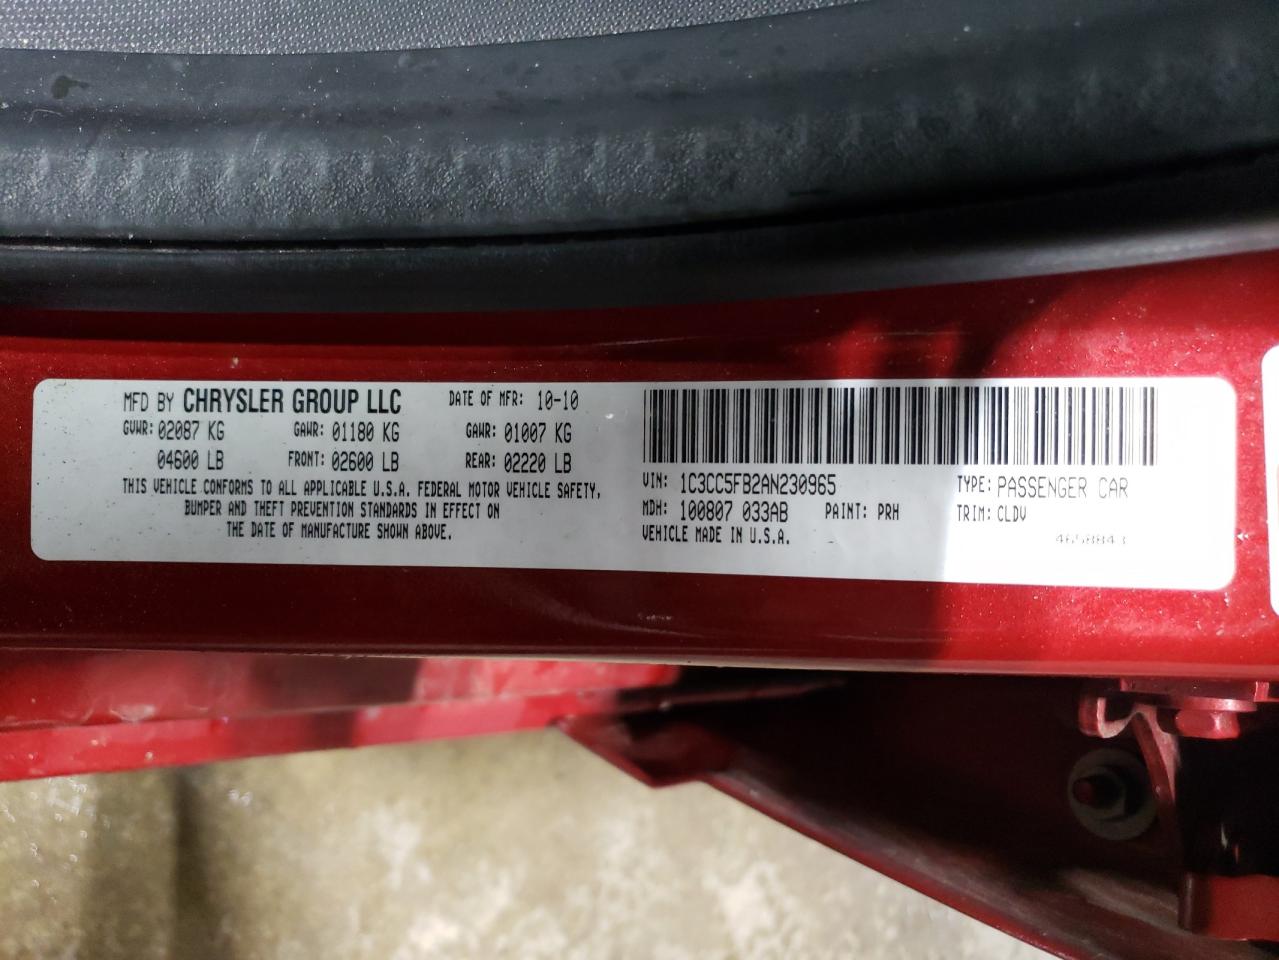 MFD BY CHRYSLER GROUP LLC DATE OF MFR: 10-10
GVWR: 02087 KG GAWR: 01180 KG GAWR: 01007 KG
04600 LB FRONT: 02600 LB REAR: 02220 LB
THIS VEHICLE CONFORMS TO ALL APPLICABLE U.S.A. FEDERAL MOTOR VEHICLE SAFETY,
BUMPER AND THEFT PREVENTION STANDARDS IN EFFECT ON
THE DATE OF MANUFACTURE SHOWN ABOVE.
VIN: 1C3CC5FB2AN230965 TYPE: PASSENGER CAR
MDH: 100807 033AB PAINT: PRH TRIM: CLDV
VEHICLE MADE IN U.S.A. 4658843